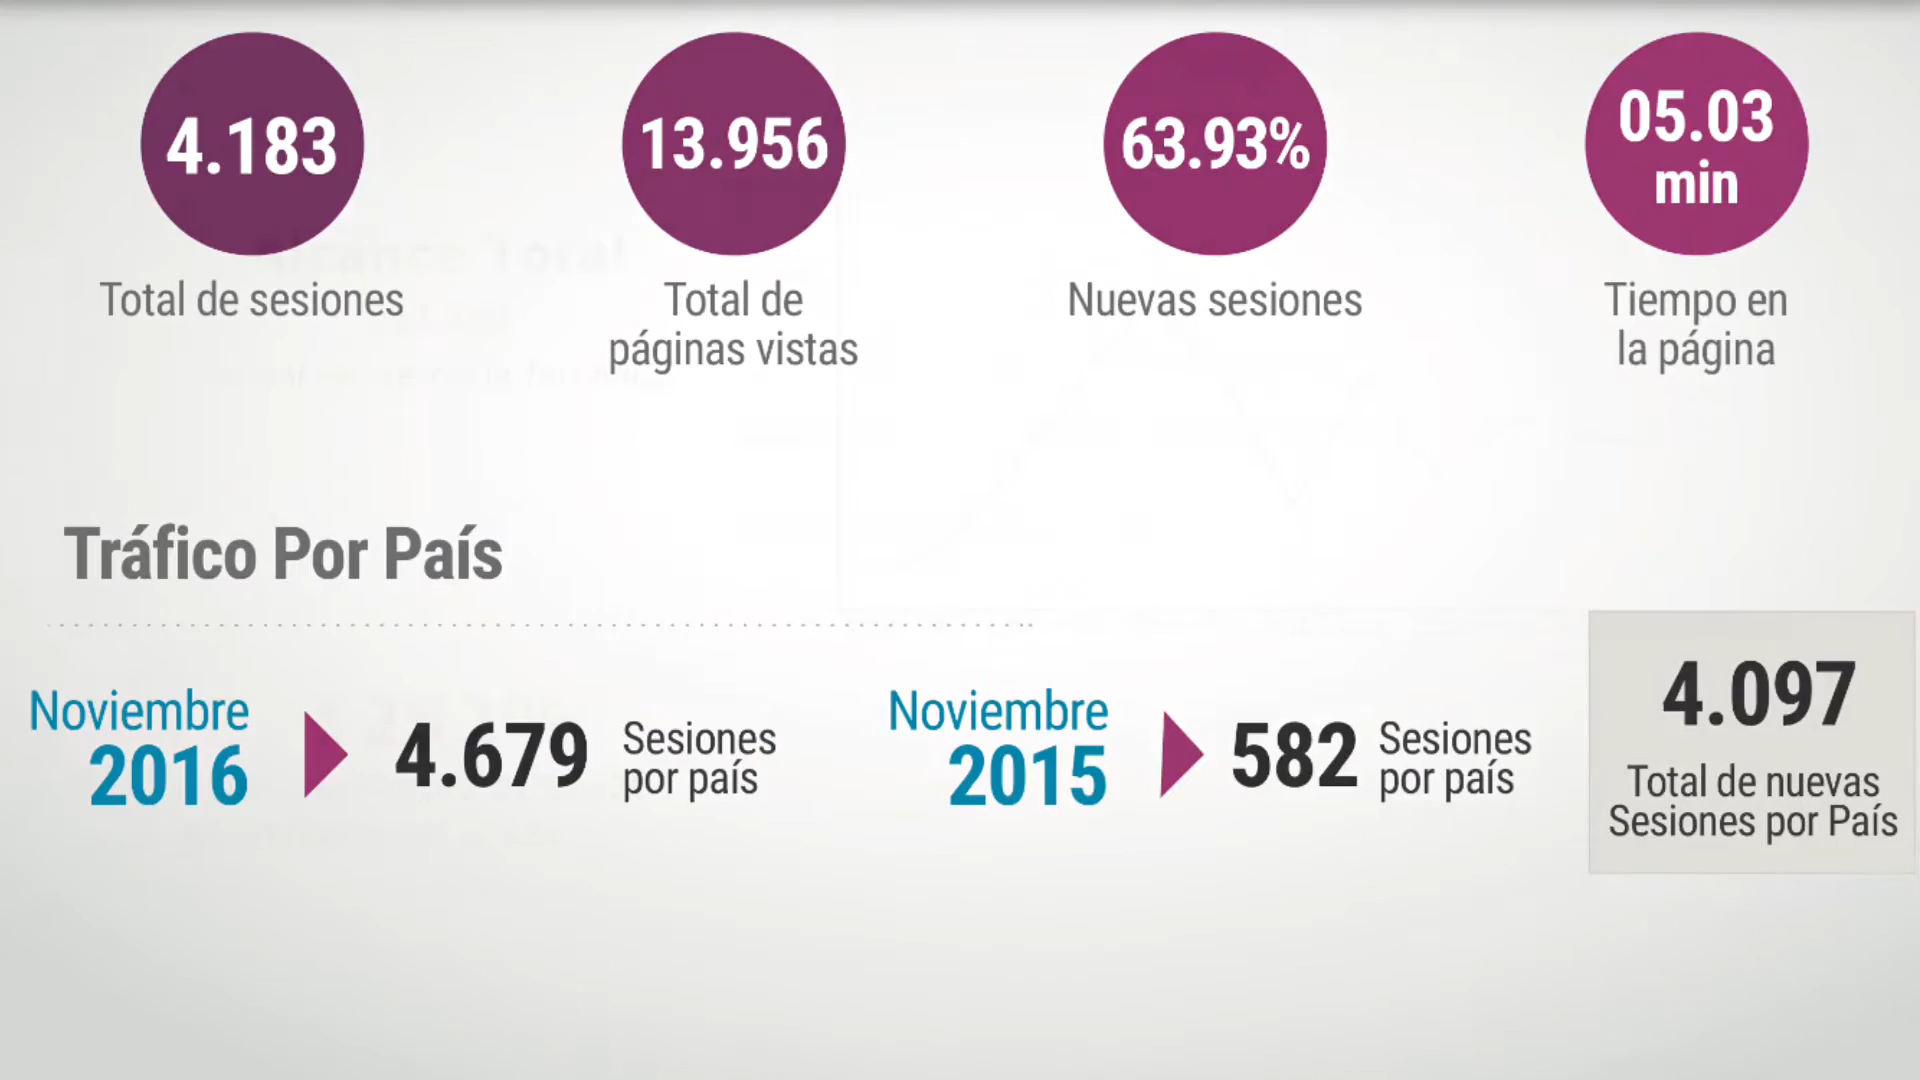 4.183
Total de sesiones
13.956
Total de
páginas vistas
63.93%
Nuevas sesiones
05.03
min
Tiempo en
la página
Tráfico Por País
Noviembre
2016
4.679
Sesiones
por país
Noviembre
2015
582
Sesiones
por país
4.097
Total de nuevas
Sesiones por País